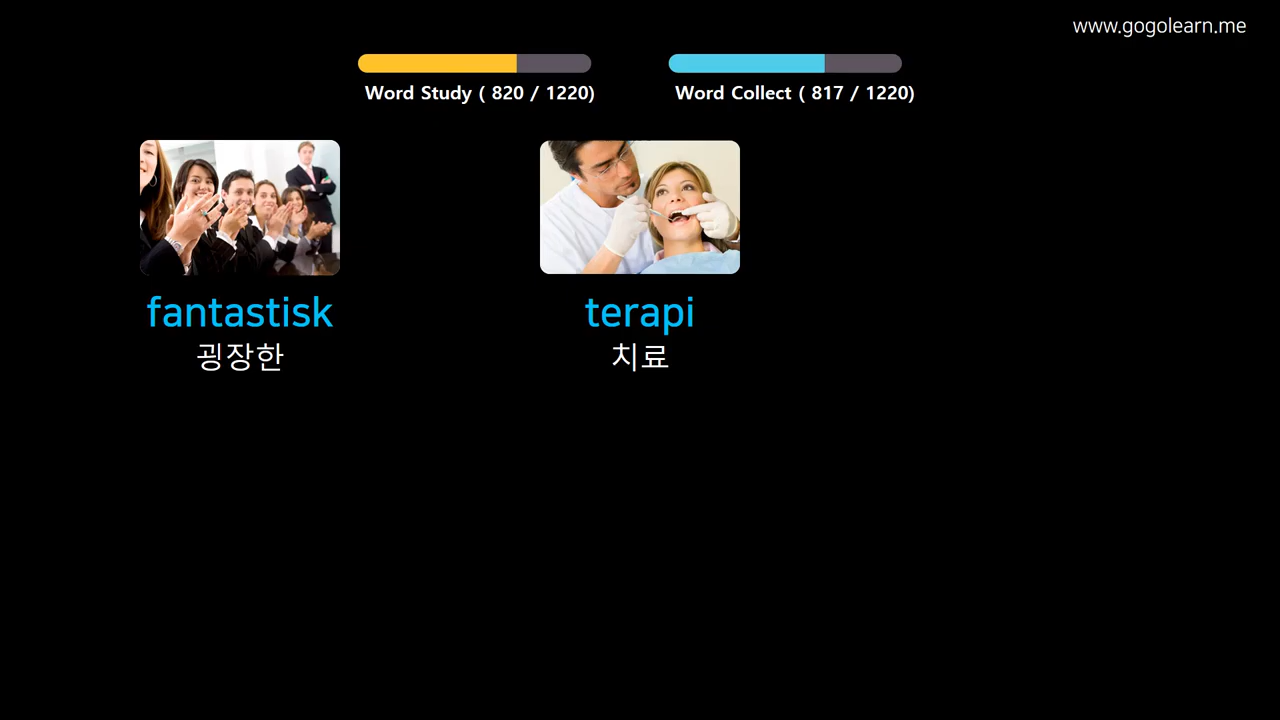 www.gogolearn.me
Word Study ( 820 / 1220)
Word Collect ( 817 / 1220)
fantastisk
굉장한
terapi
치료